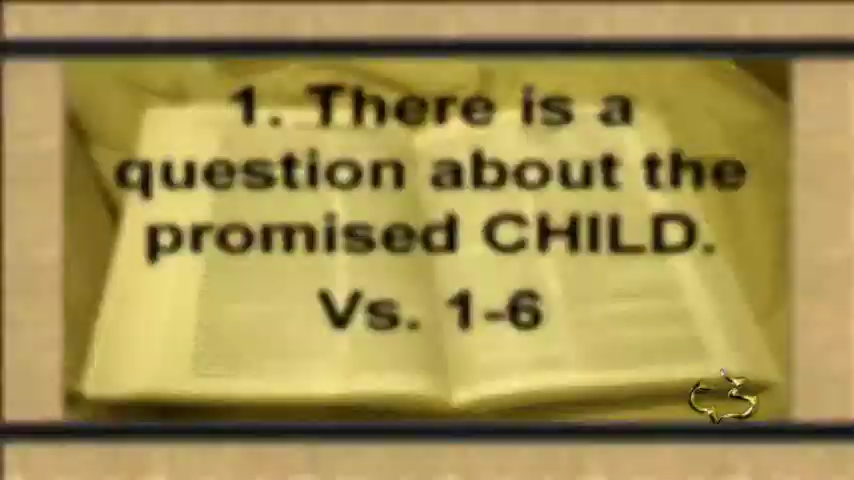 1. There is a
question about the
promised CHILD.
Vs. 1-6